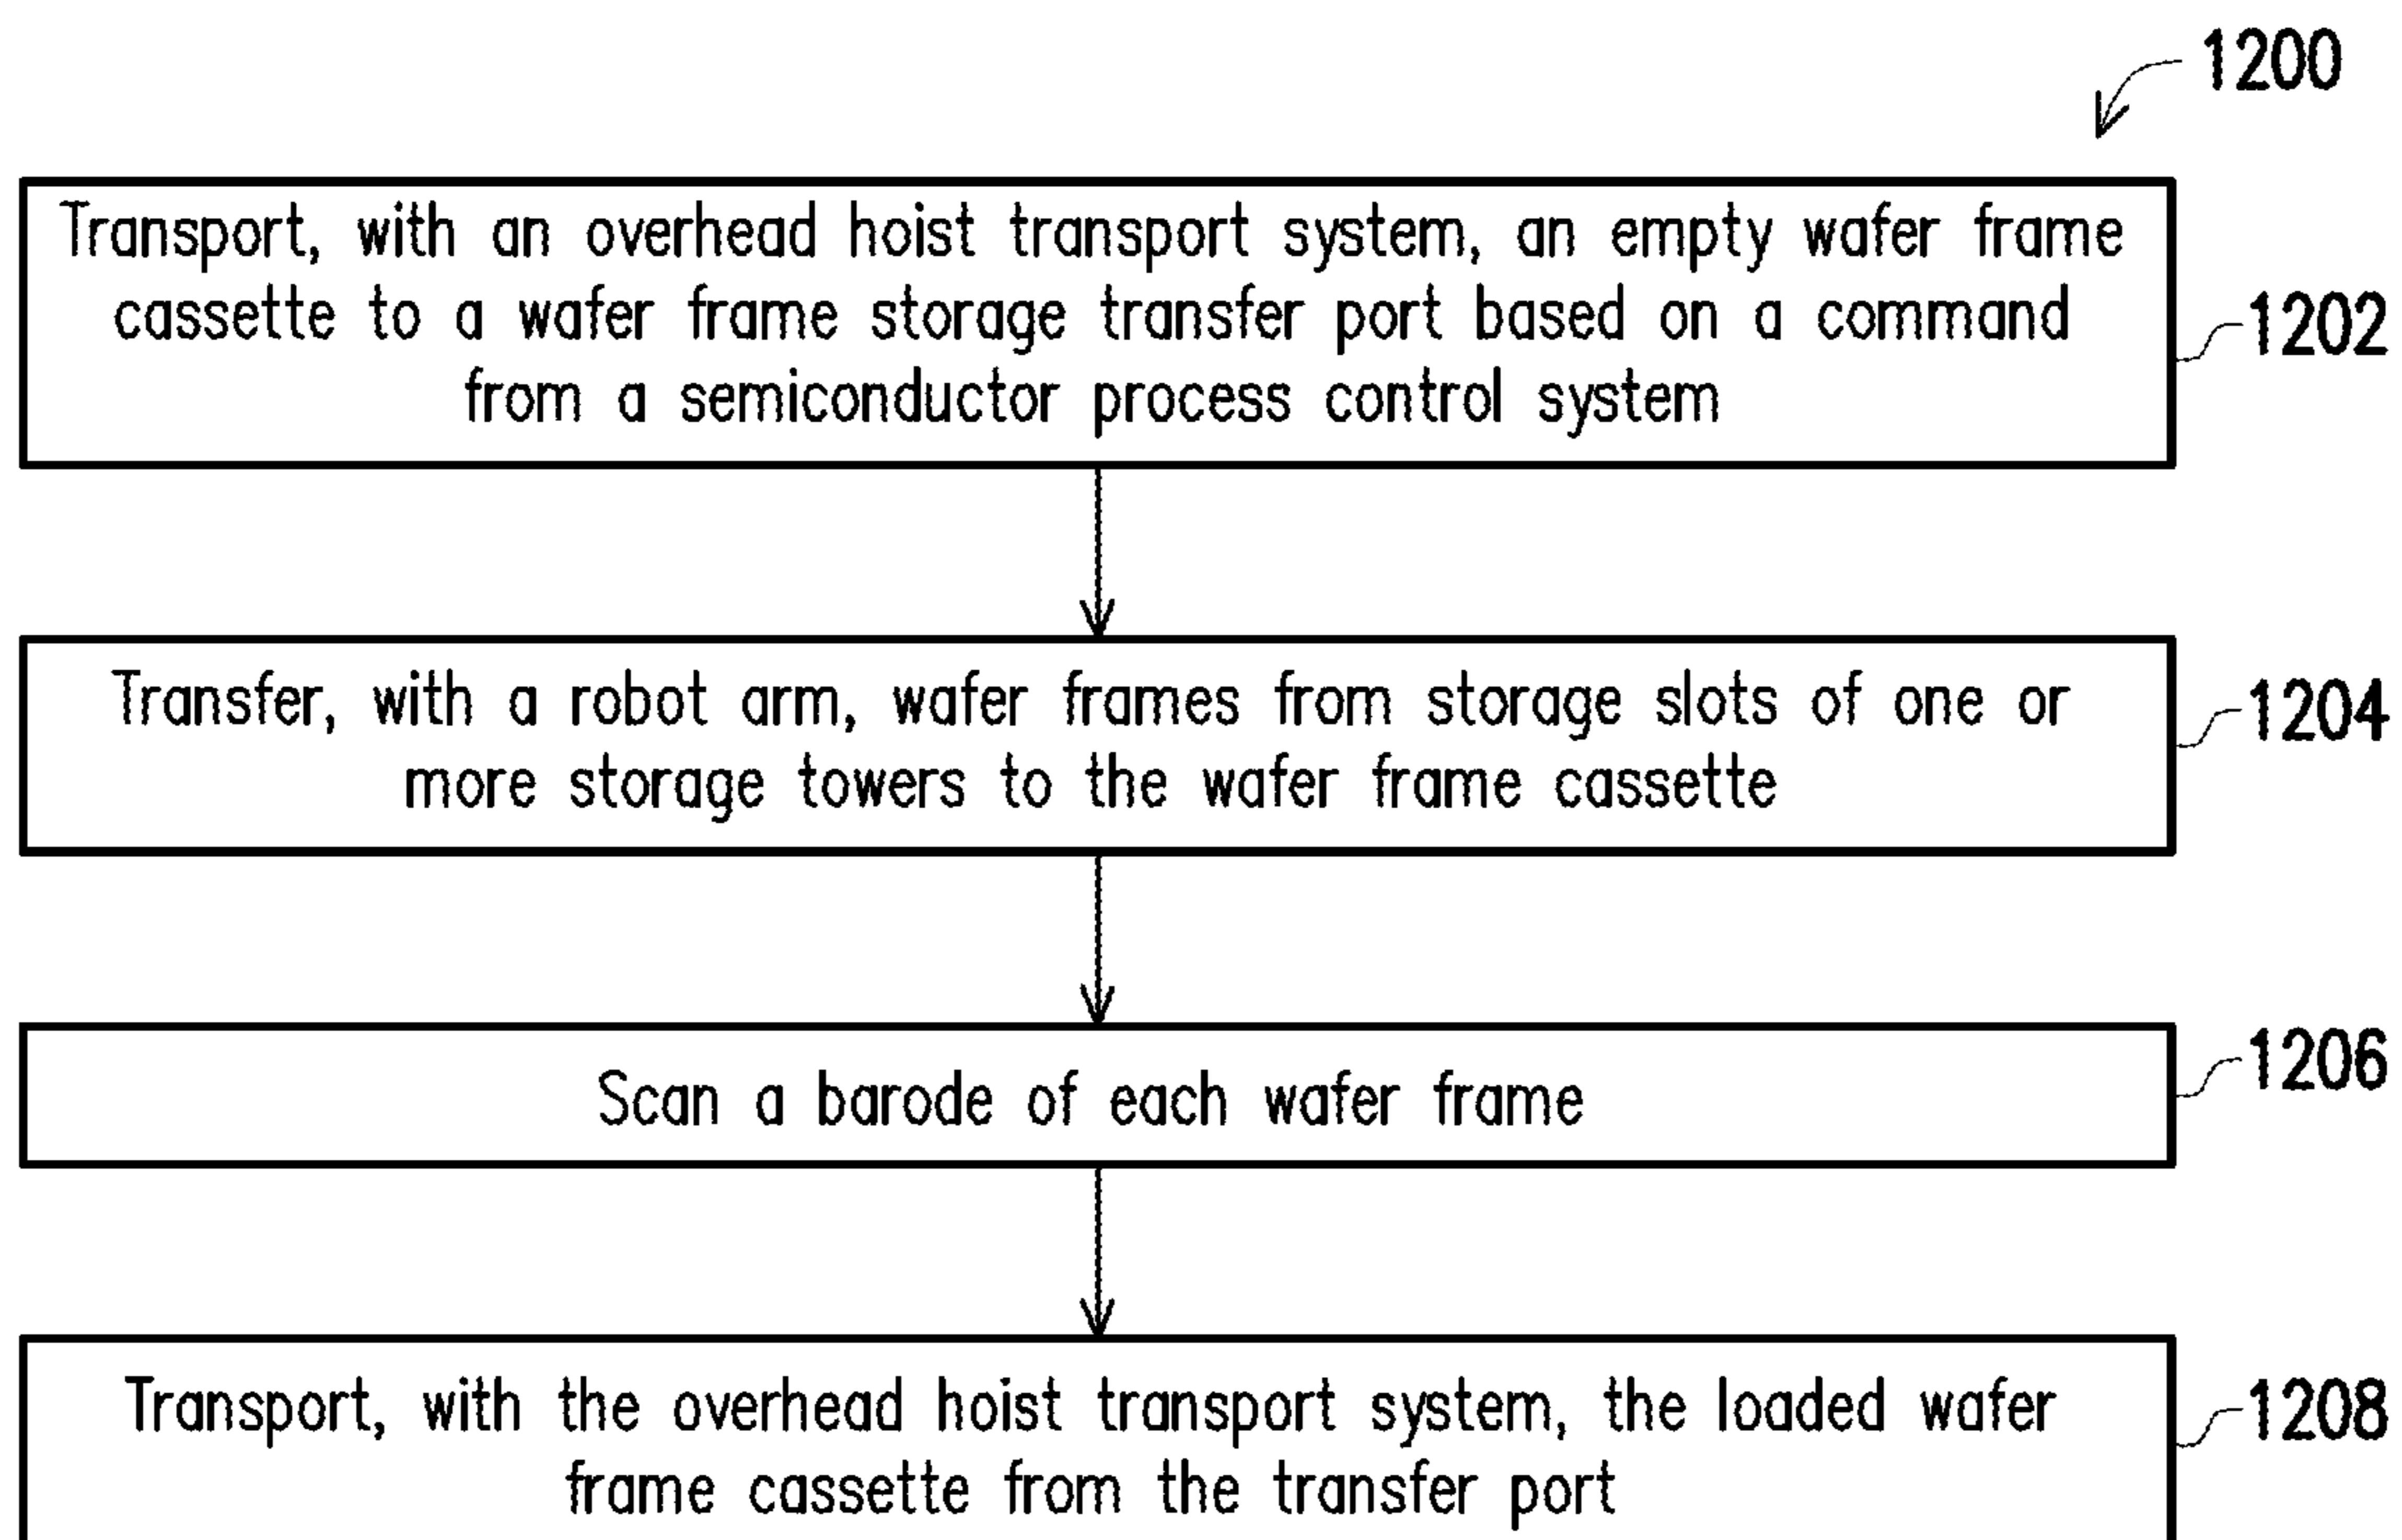 1200
Transport, with an overhead hoist transport system, an empty wafer frame
cassette to a wafer frame storage transfer port based on a command
from a semiconductor process control system
1202
Transfer, with a robot arm, wafer frames from storage slots of one or
more storage towers to the wafer frame cassette
1204
Scan a barode of each wafer frame
1206
Transport, with the overhead hoist transport system, the loaded wafer
frame cassette from the transfer port
1208